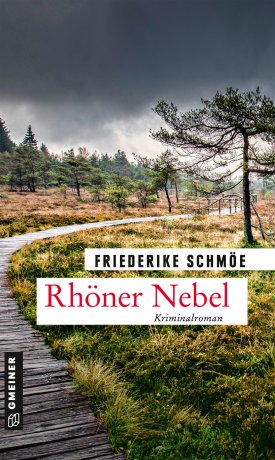 FRIEDERIKE SCHMÖE
Rhöner Nebel
Kriminalroman
GMEINER